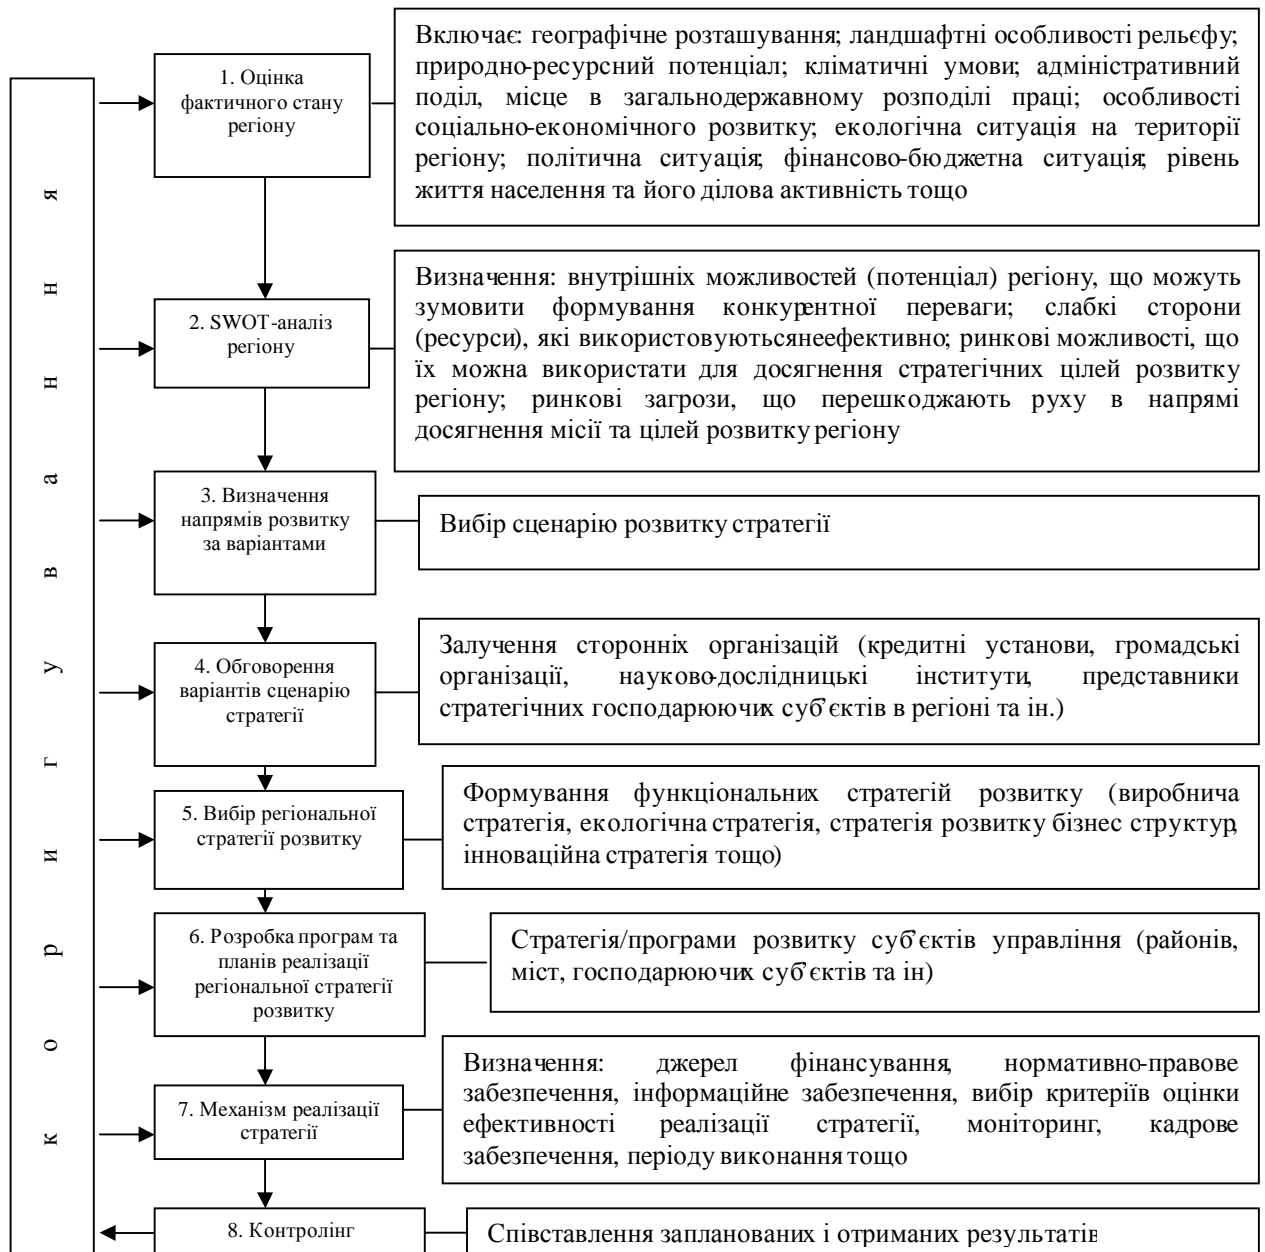 Включає: географічне розташування; ландшафтні особливості рельєфу;
природно-ресурсний потенціал; кліматичні умови; адміністративний
поділ, місце в загальнодержавному розподілі праці; особливості
соціально-економічного розвитку; екологічна ситуація на території
регіону; політична ситуація; фінансово-бюджетна ситуація; рівень
життя населення та його ділова активність тощо
1. Оцінка
фактичного стану
регіону
Визначення: внутрішніх можливостей (потенціал) регіону, що можуть
зумовити формування конкурентної переваги; слабкі сторони
(ресурси), які використовуютьсянеефективно; ринкові можливості, що
їх можна використати для досягнення стратегічних цілей розвитку
регіону; ринкові загрози, що перешкоджають руху в напрямі
досягнення місії та цілей розвитку регіону
2. SWOT-аналіз
регіону
3. Визначення
напрямів розвитку
за варіантами
Вибір сценарію розвитку стратегії
4. Обговорення
варіантів сценарію
стратегії
Залучення сторонніх організацій (кредитні установи, громадські
організації, науково-дослідницькі інститути, представники
стратегічних господарюючих суб’єктів в регіоні та ін.)
5. Вибір регіональної
стратегії розвитку
Формування функціональних стратегій розвитку (виробнича
стратегія, екологічна стратегія, стратегія розвитку бізнес структур,
інноваційна стратегія тощо)
6. Розробка програм та
планів реалізації
регіональної стратегії
розвитку
Стратегія/програми розвитку суб’єктів управління (районів,
міст, господарюючих суб’єктів та ін)
7. Механізм реалізації
стратегії
Визначення: джерел фінансування, нормативно-правове
забезпечення, інформаційне забезпечення, вибір критеріїв оцінки
ефективності реалізації стратегії, моніторинг, кадрове
забезпечення, періоду виконання тощо
8. Контролінг
Співставлення запланованих і отриманих результатів
к о р и г у в а н н я